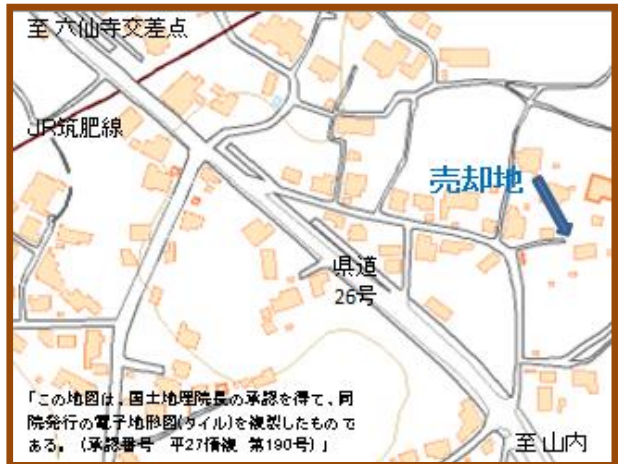 至 六仙寺交差点
JR筑肥線
売却地
県道
26号
「この地図は、国土地理院長の承認を得て、同
院発行の電子地形図(タイル)を複製したもので
ある。（承認番号　平27情複 第190号）」
至 山内